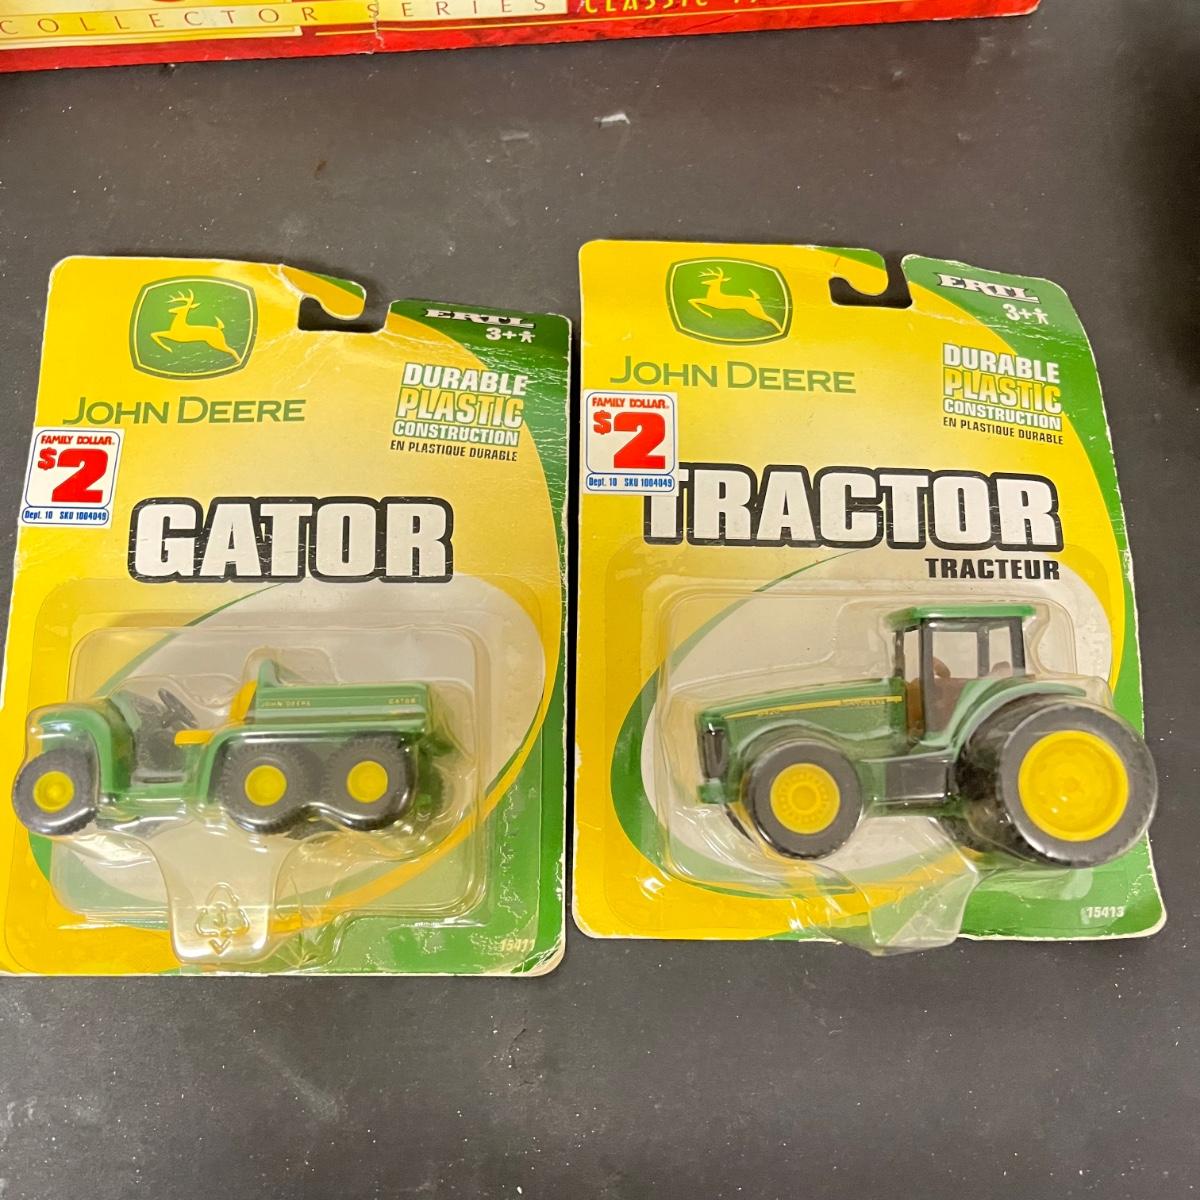 COLLECTOR SERIES
JOHN DEERE
ERTL
3+
DURABLE
PLASTIC
CONSTRUCTION
EN PLASTIQUE DURABLE
FAMILY DOLLAR
$2
Dept. 10 SKU 1004049
GATOR
JOHN DEERE GATOR
15411
JOHN DEERE
ERTL
3+
DURABLE
PLASTIC
CONSTRUCTION
EN PLASTIQUE DURABLE
FAMILY DOLLAR
$2
Dept. 10 SKU 1004049
TRACTOR
TRACTEUR
15413